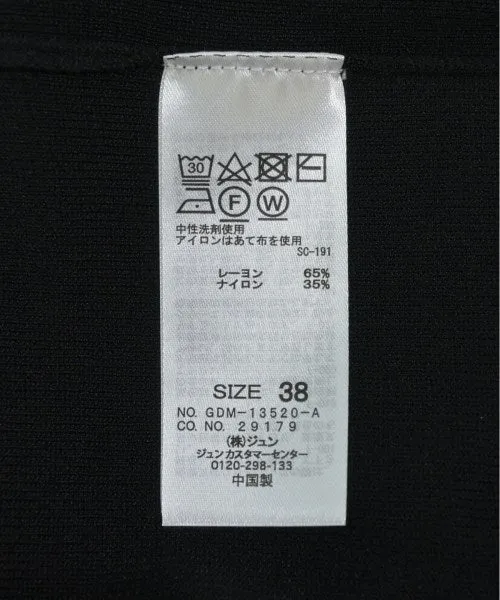 30
F W
中性洗剤使用
アイロンはあて布を使用
SC-191
レーヨン 65%
ナイロン 35%
SIZE 38
NO. GDM-13520-A
CO. NO. 29179
(株)ジュン
ジュンカスタマーセンター
0120-298-133
中国製